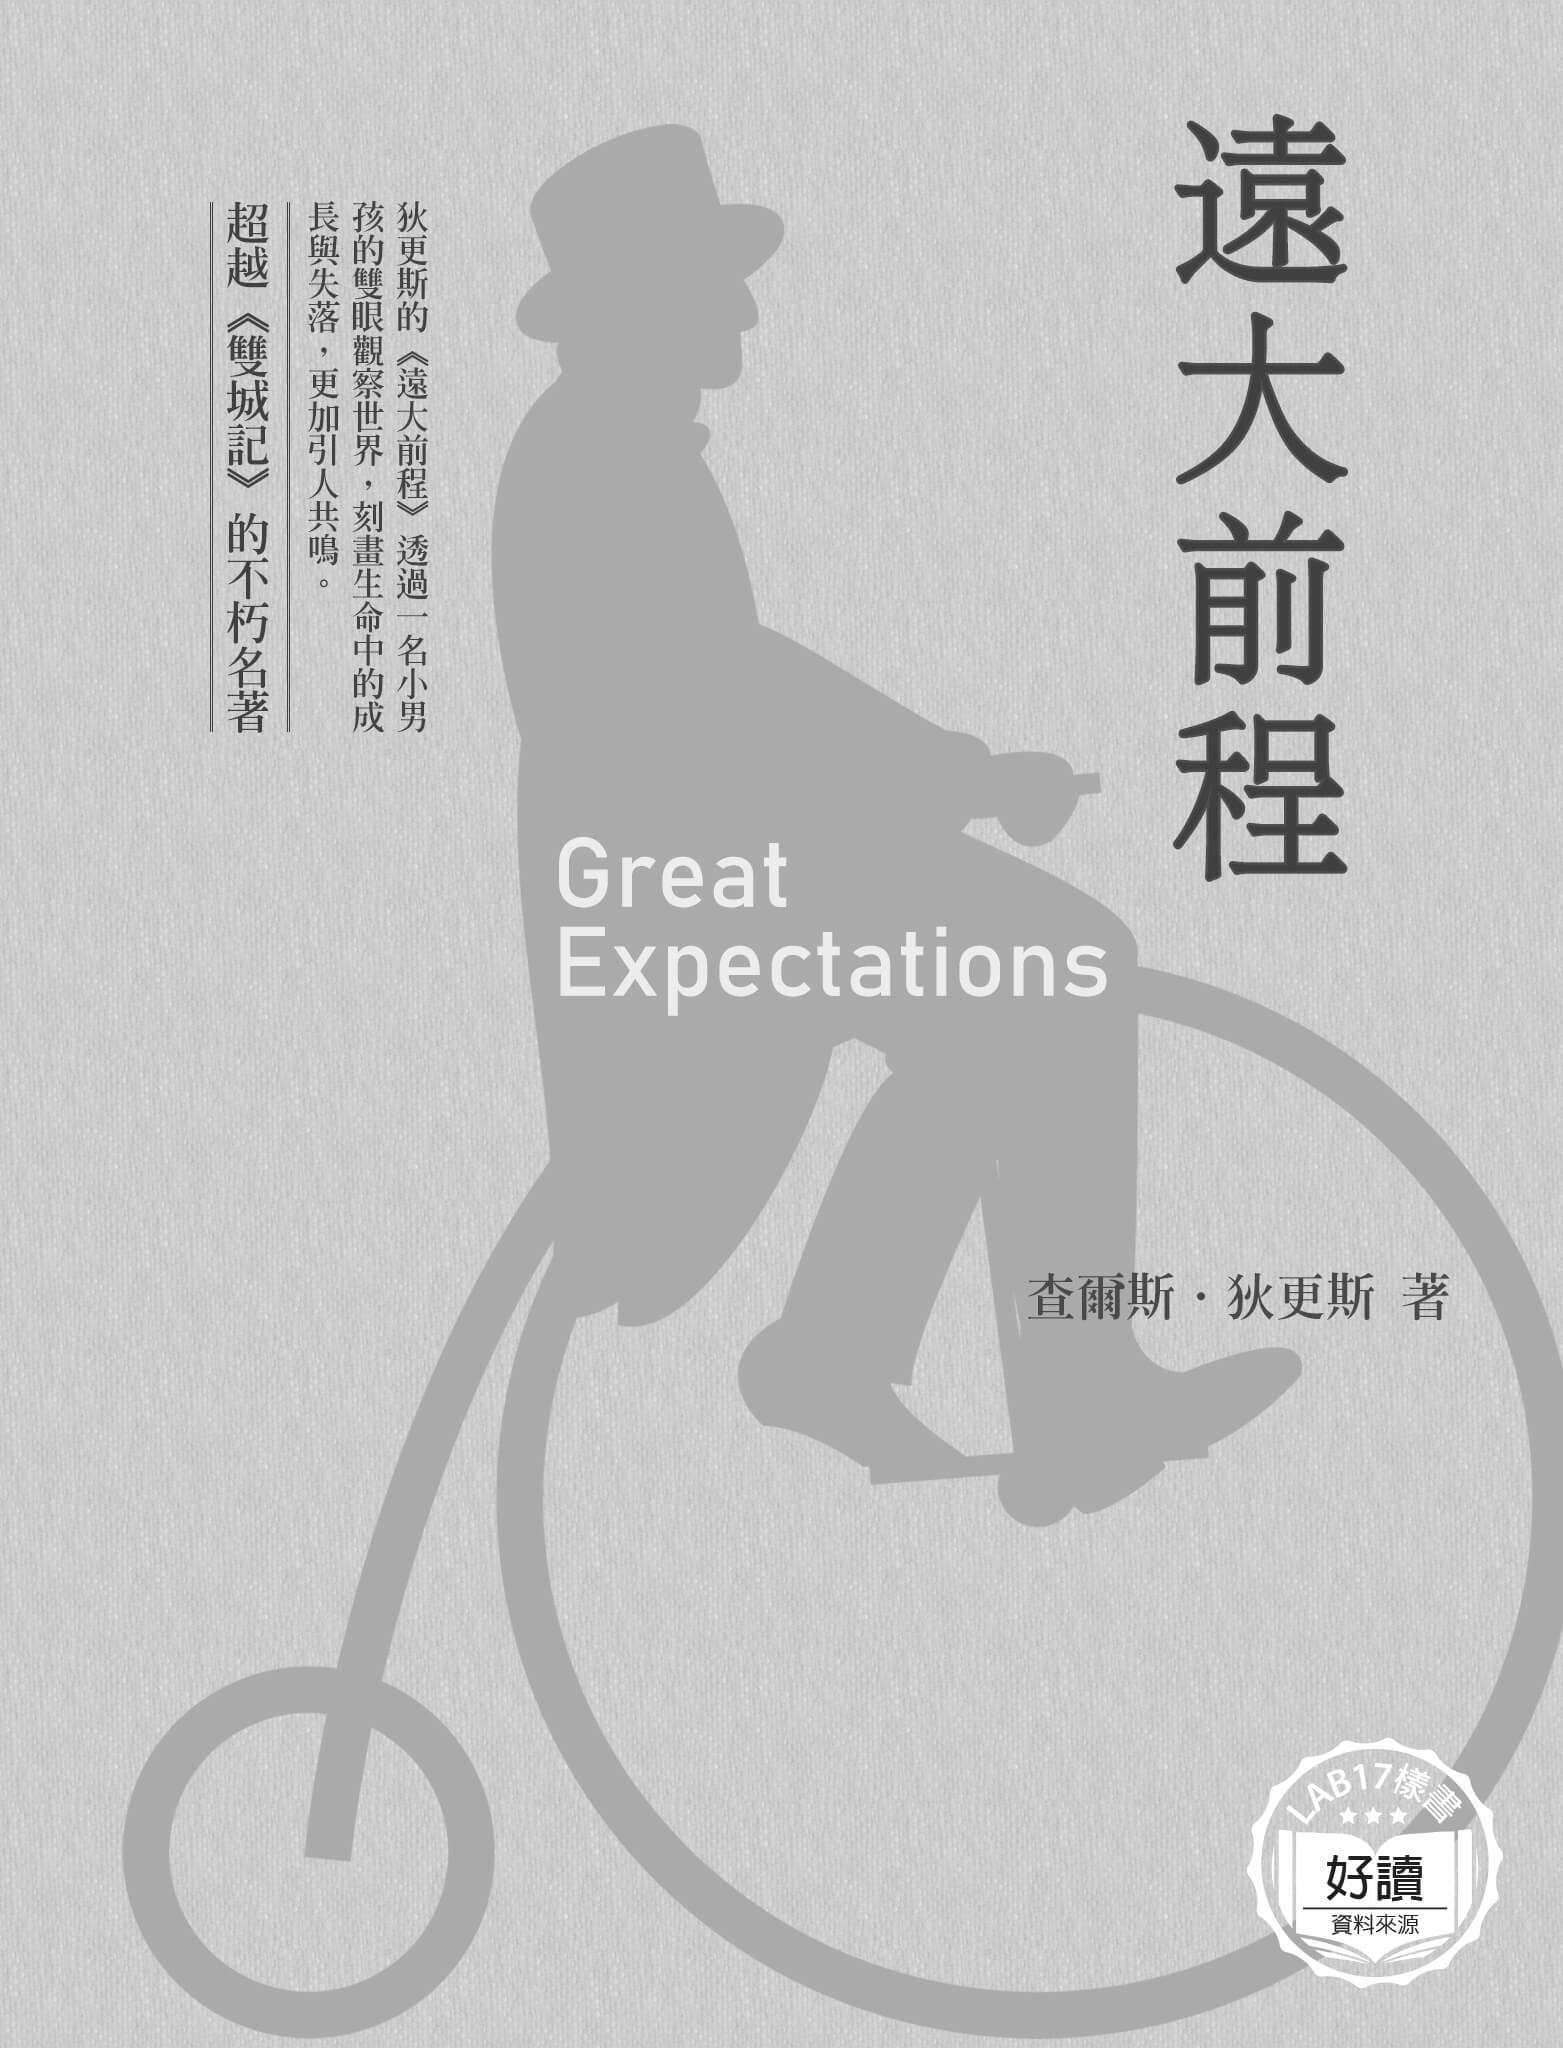 遠大前程
狄更斯的《遠大前程》透過一名小男
孩的雙眼觀察世界，刻畫生命中的成
長與失落，更加引人共鳴。
超越《雙城記》的不朽名著
Great
Expectations
查爾斯．狄更斯 著
LAB17樣書
好讀
資料來源